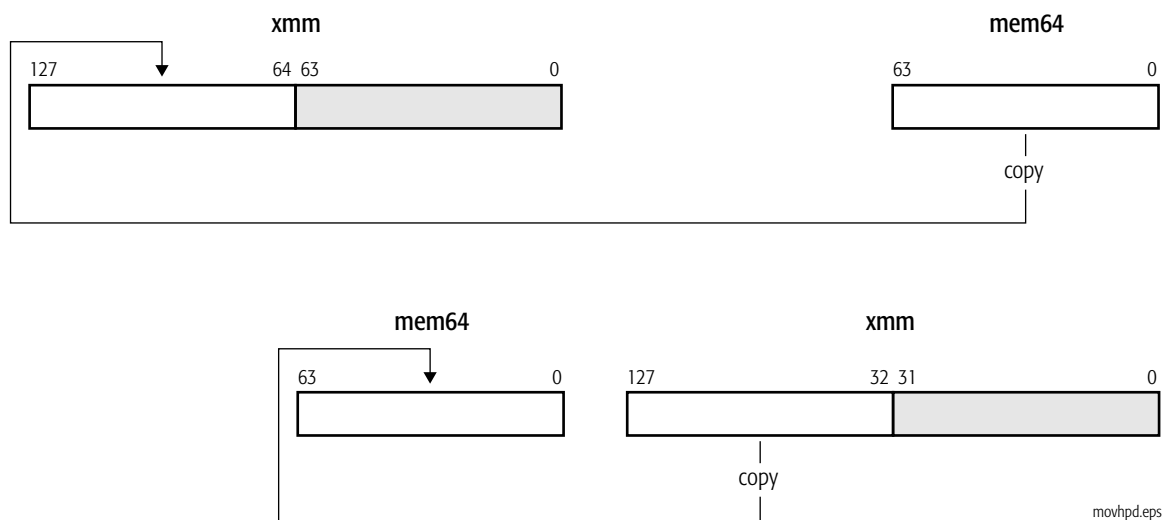 xmm mem64
127 64 63 0 63 0
copy
mem64 xmm
63 0 127 32 31 0
copy
movhpd.eps